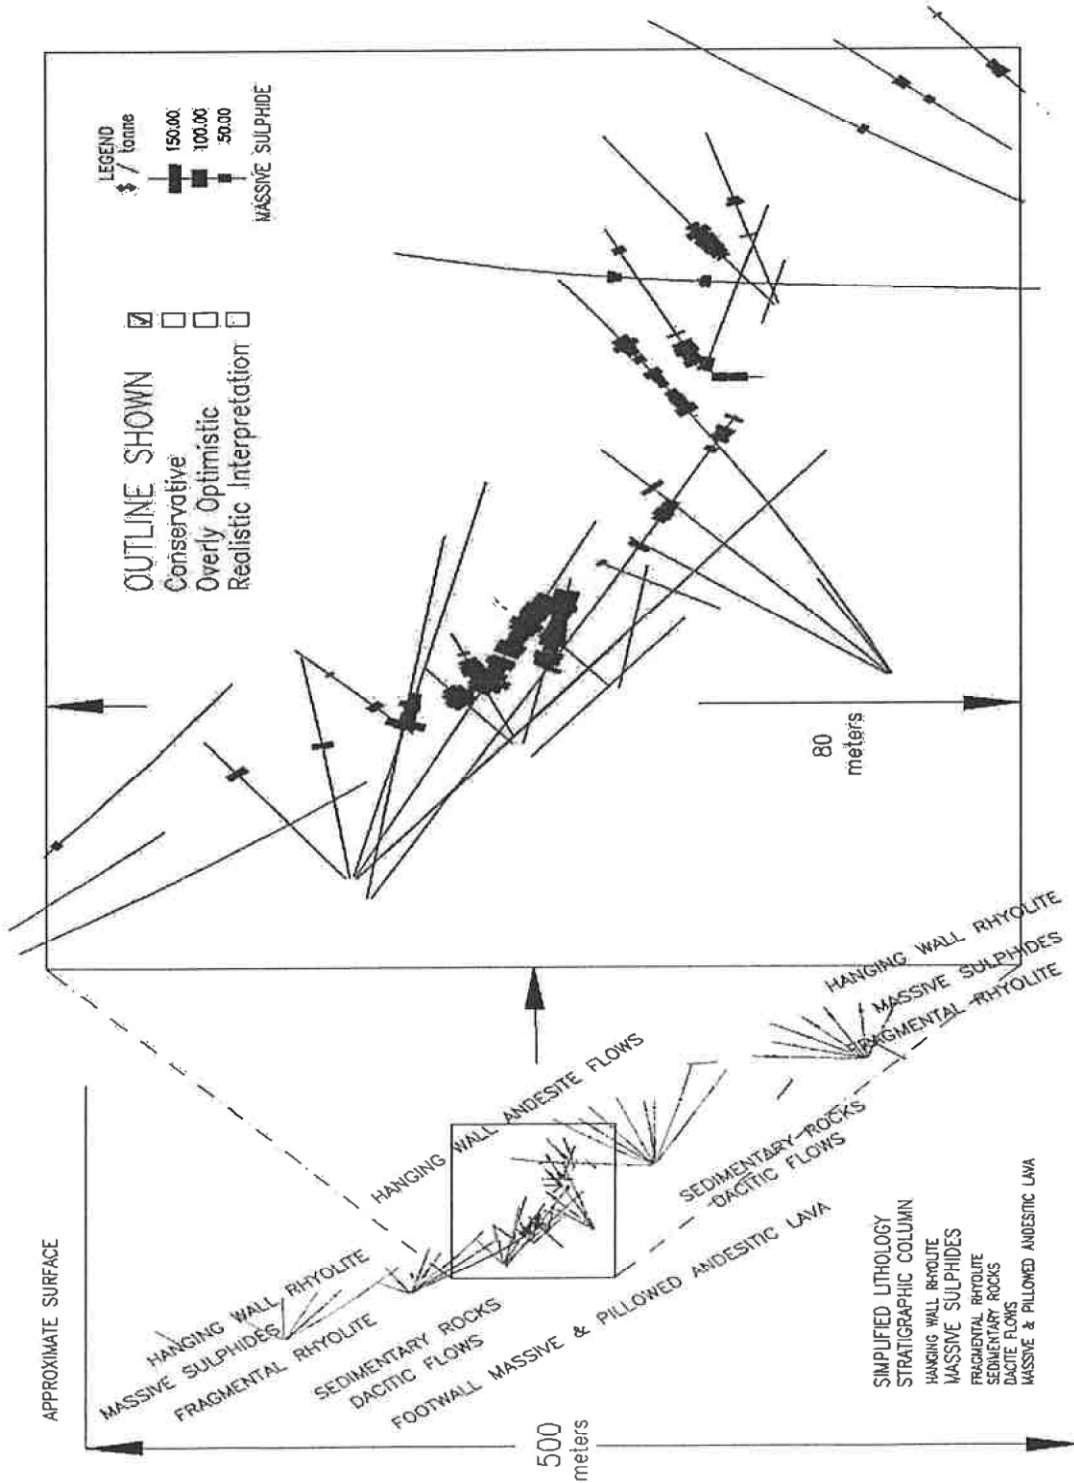 LEGEND
$ / tonne
150.00
100.00
50.00
MASSIVE SULPHIDE
OUTLINE SHOWN
Conservative
Overly Optimistic
Realistic Interpretation
80
meters
APPROXIMATE SURFACE
HANGING WALL RHYOLITE
MASSIVE SULPHIDES
FRAGMENTAL RHYOLITE
SEDIMENTARY ROCKS
DACITIC FLOWS
FOOTWALL MASSIVE & PILLOWED ANDESITIC LAVA
HANGING WALL ANDESITE FLOWS
HANGING WALL RHYOLITE
MASSIVE SULPHIDES
FRAGMENTAL RHYOLITE
SEDIMENTARY ROCKS
DACITIC FLOWS
500
meters
SIMPLIFIED LITHOLOGY
STRATIGRAPHIC COLUMN
HANGING WALL RHYOLITE
MASSIVE SULPHIDES
FRAGMENTAL RHYOLITE
SEDIMENTARY ROCKS
DACITE FLOWS
MASSIVE & PILLOWED ANDESITIC LAVA